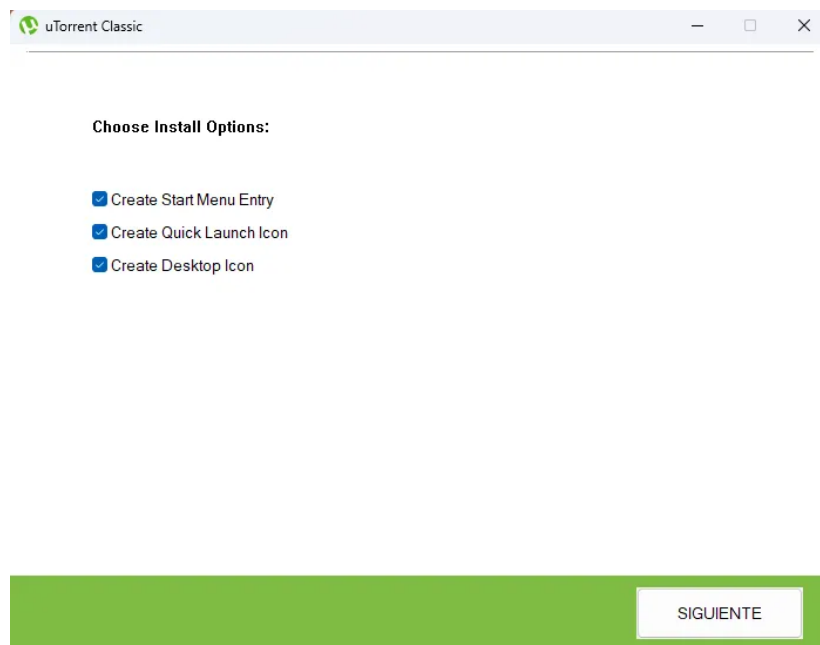 uTorrent Classic
Choose Install Options:
Create Start Menu Entry
Create Quick Launch Icon
Create Desktop Icon
SIGUIENTE